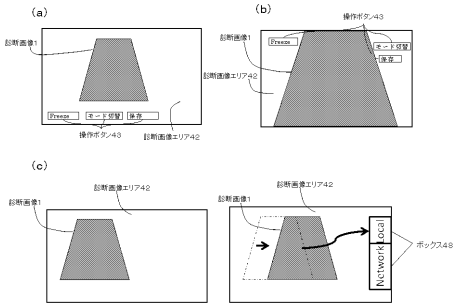 (a)
診断画像1
Freeze
モード切替
保存
操作ボタン43
診断画像エリア42
(b)
操作ボタン43
診断画像1
Freeze
モード切替
保存
診断画像エリア42
(c)
診断画像エリア42
診断画像1
診断画像エリア42
診断画像1
Local
Network
ボックス48